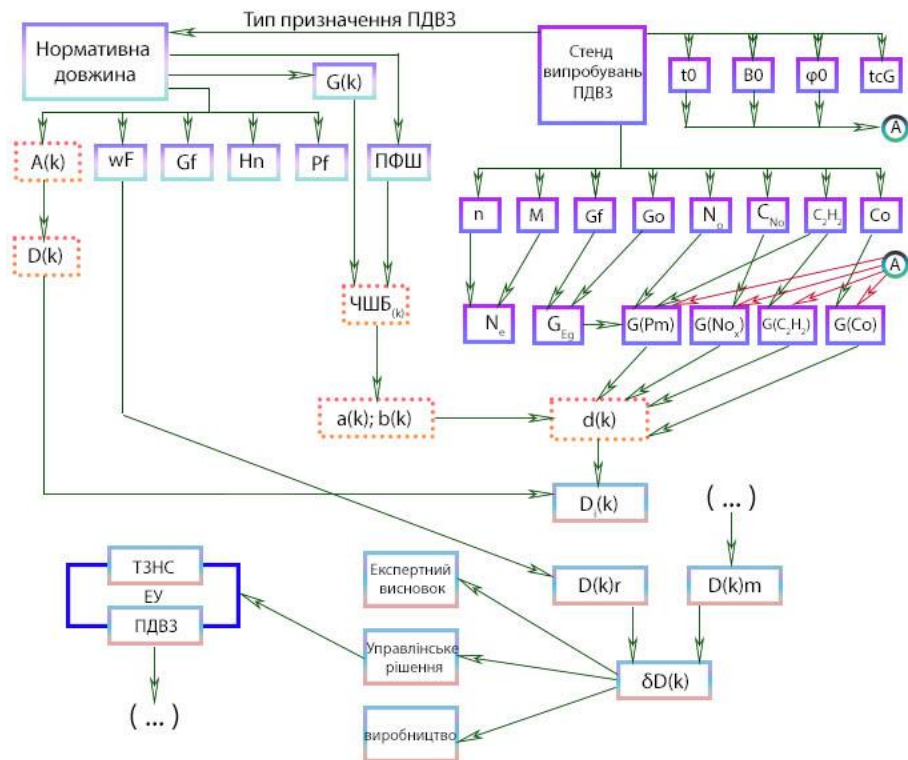 Тип призначення ПДВЗ
Нормативна
довжина
Стенд
випробувань
ПДВЗ
t0
B0
φ0
tcG
G(k)
A
A(k)
wF
Gf
Hn
Pf
ПФШ
n
M
Gf
Go
No
CNo
C2H2
Co
D(k)
A
ЧШБ(k)
Ne
GEg
G(Pm)
G(Nox)
G(C2H2)
G(Co)
a(k); b(k)
d(k)
Di(k)
(...)
ТЗНС
ЕУ
ПДВЗ
Експертний
висновок
D(k)r
D(k)m
Управлінське
рішення
δD(k)
(...)
виробництво